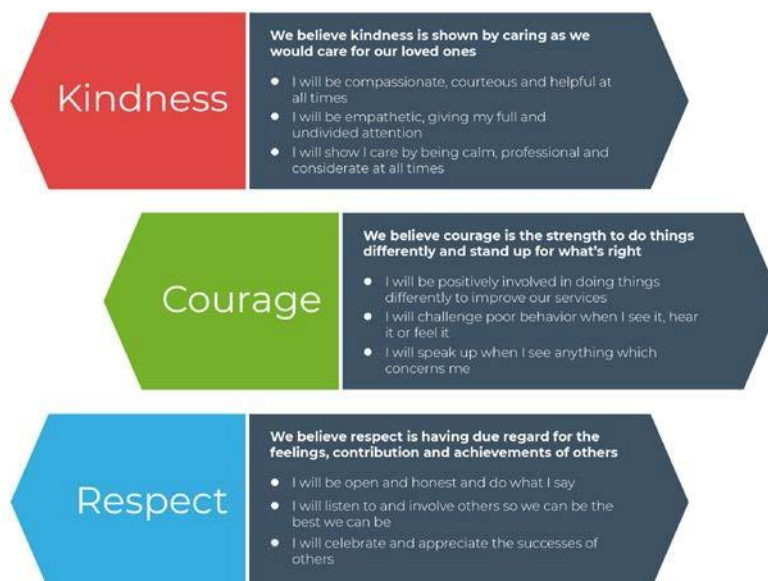 Kindness
We believe kindness is shown by caring as we
would care for our loved ones
● I will be compassionate, courteous and helpful at
all times
● I will be empathetic, giving my full and
undivided attention
● I will show I care by being calm, professional and
considerate at all times
Courage
We believe courage is the strength to do things
differently and stand up for what's right
● I will be positively involved in doing things
differently to improve our services
● I will challenge poor behavior when I see it, hear
it or feel it
● I will speak up when I see anything which
concerns me
Respect
We believe respect is having due regard for the
feelings, contribution and achievements of others
● I will be open and honest and do what I say
● I will listen to and involve others so we can be the
best we can be
● I will celebrate and appreciate the successes of
others